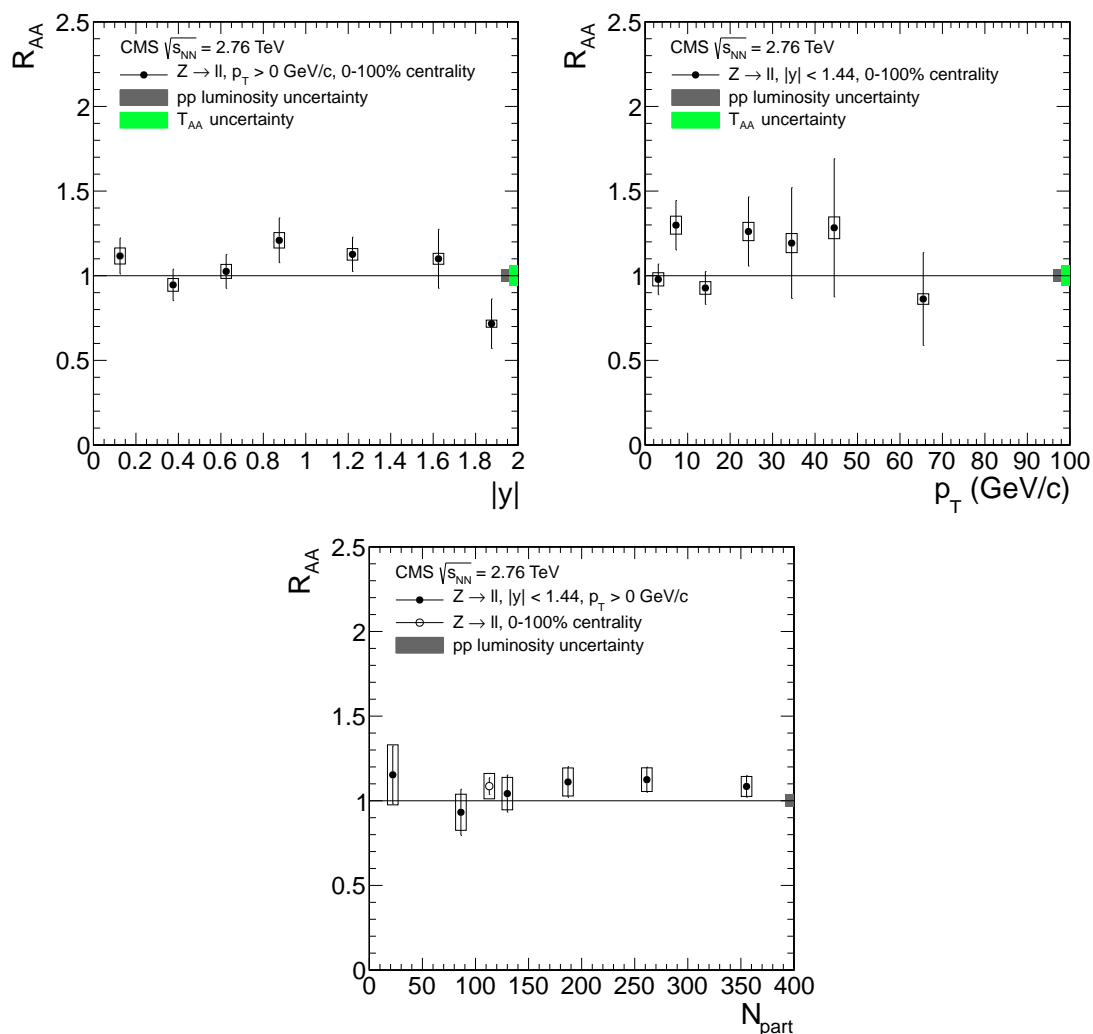 R_AA
2.5
2
1.5
1
0.5
0
CMS √s_NN = 2.76 TeV
Z → ll, p_T > 0 GeV/c, 0-100% centrality
pp luminosity uncertainty
T_AA uncertainty
0 0.2 0.4 0.6 0.8 1 1.2 1.4 1.6 1.8 2
|y|
R_AA
2.5
2
1.5
1
0.5
0
CMS √s_NN = 2.76 TeV
Z → ll, |y| < 1.44, 0-100% centrality
pp luminosity uncertainty
T_AA uncertainty
0 10 20 30 40 50 60 70 80 90 100
p_T (GeV/c)
R_AA
2.5
2
1.5
1
0.5
0
CMS √s_NN = 2.76 TeV
Z → ll, |y| < 1.44, p_T > 0 GeV/c
Z → ll, 0-100% centrality
pp luminosity uncertainty
0 50 100 150 200 250 300 350 400
N_part